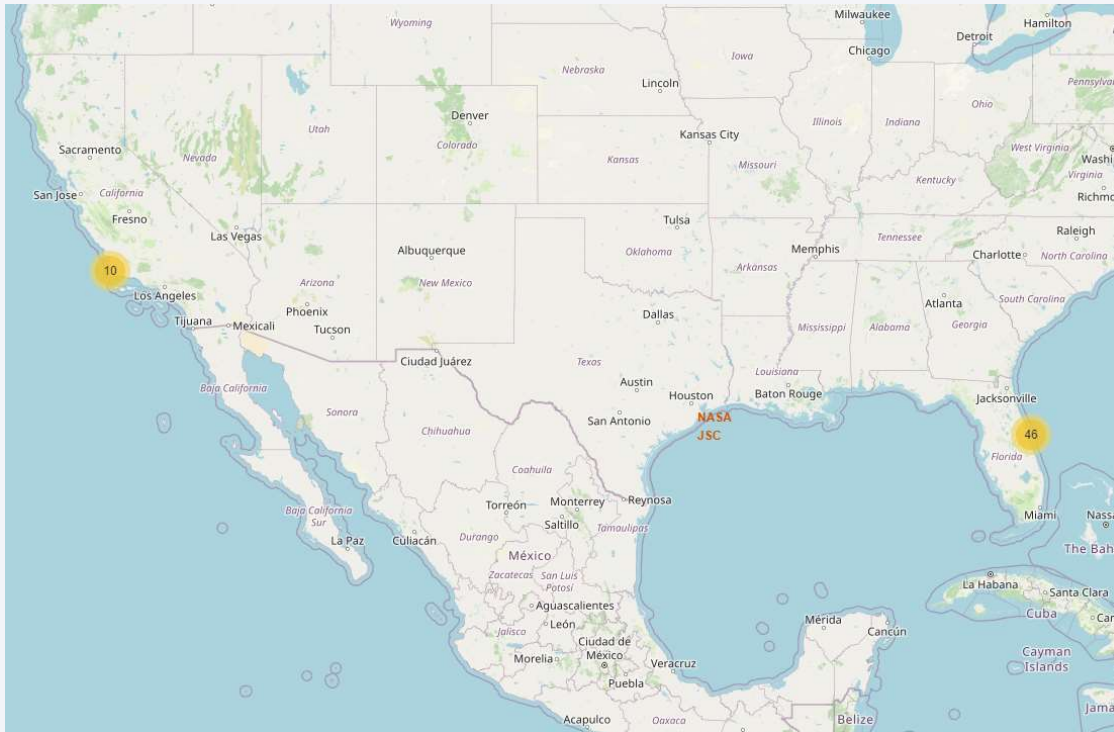 Wyoming
Milwaukee
Hamilton
Detroit
Chicago
Iowa
Nebraska
Lincoln
Pennsylvan
Ohio
Denver
Utah
Colorado
Illinois
Indiana
Kansas City
Sacramento
Nevada
Kansas
Missouri
West Virginia
Washi
Virginia
San Jose
California
Kentucky
Richmo
Fresno
Las Vegas
Tulsa
Raleigh
Albuquerque
Oklahoma
Memphis
Tennessee
Charlotte
North Carolina
10
Arkansas
Arizona
New Mexico
Los Angeles
South Carolina
Atlanta
Phoenix
Dallas
Tijuana
Mexicali
Tucson
Mississippi
Alabama
Georgia
Ciudad Juárez
Texas
Louisiana
Austin
Baja California
Houston
Baton Rouge
Jacksonville
Sonora
San Antonio
NASA
JSC
Chihuahua
46
Florida
Coahuila
Torreón
Monterrey
Reynosa
Baja California
Sur
Saltillo
Tamaulipas
Miami
Nassa
La Paz
Culiacán
Durango
The Bah
México
Zacatecas
San Luis
Potosí
La Habana
Santa Clara
Aguascalientes
Cuba
Car
León
Mérida
Jalisco
Cancún
Ciudad de
México
Morelia
Veracruz
Cayman
Islands
Puebla
Jama
Acapulco
Oaxaca
Belize